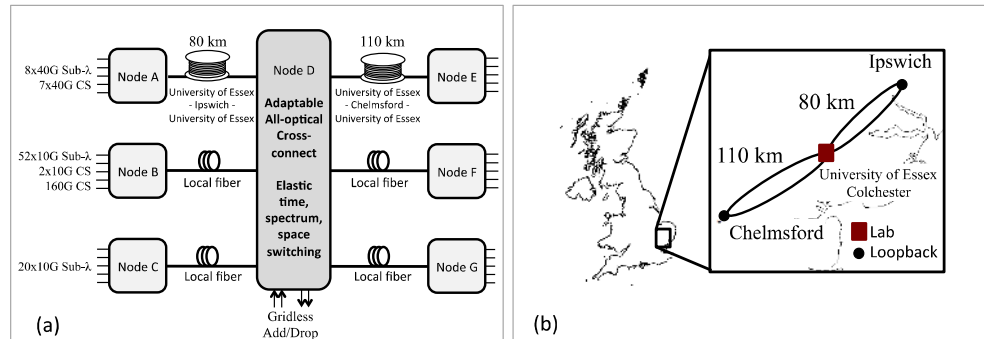 80 km
110 km
Node A
Node D
Node E
8x40G Sub-λ
7x40G CS
University of Essex
- Ipswich -
University of Essex
University of Essex
- Chelmsford -
University of Essex
Adaptable
All-optical
Cross-
connect
52x10G Sub-λ
2x10G CS
160G CS
Node B
Local fiber
Local fiber
Node F
Elastic
time,
spectrum,
space
switching
20x10G Sub-λ
Node C
Local fiber
Local fiber
Node G
Gridless
Add/Drop
(a)
Ipswich
80 km
110 km
University of Essex
Colchester
Chelmsford
Lab
Loopback
(b)